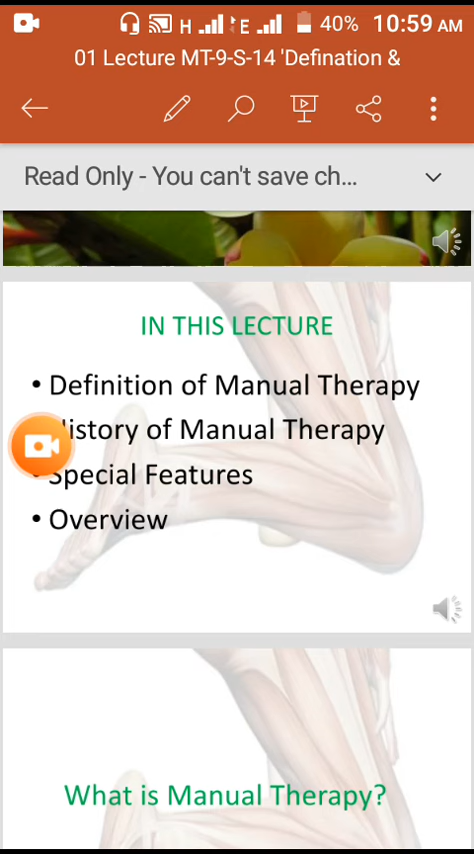 H E 40% 10:59 AM
01 Lecture MT-9-S-14 'Defination &
Read Only - You can't save ch...
IN THIS LECTURE
• Definition of Manual Therapy
istory of Manual Therapy
• Special Features
• Overview
What is Manual Therapy?